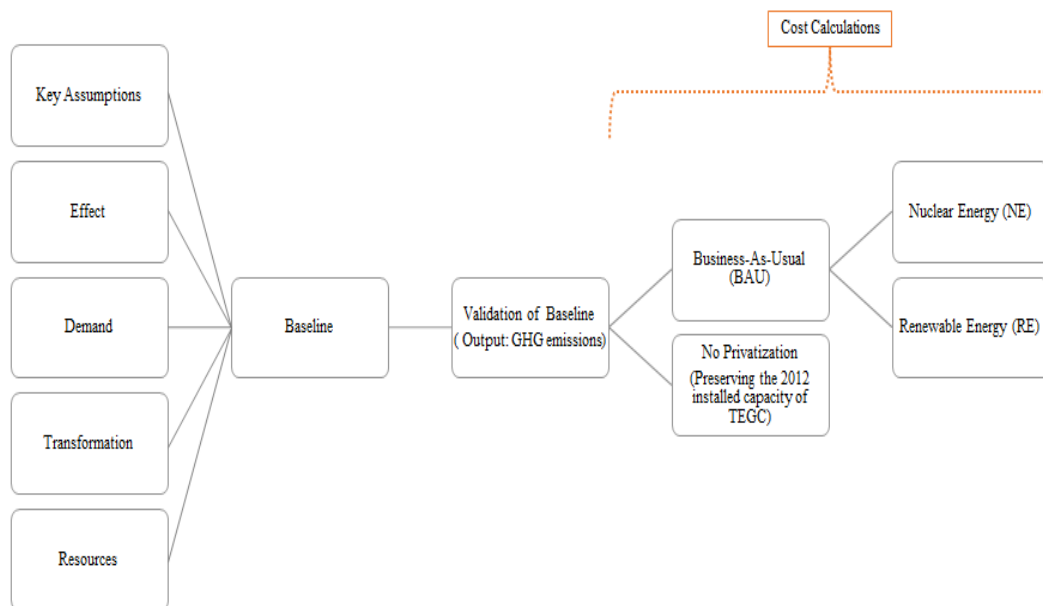 Cost Calculations
Key Assumptions
Effect
Demand
Transformation
Resources
Baseline
Validation of Baseline
( Output: GHG emissions)
Business-As-Usual
(BAU)
No Privatization
(Preserving the 2012
installed capacity of
TEGC)
Nuclear Energy (NE)
Renewable Energy (RE)